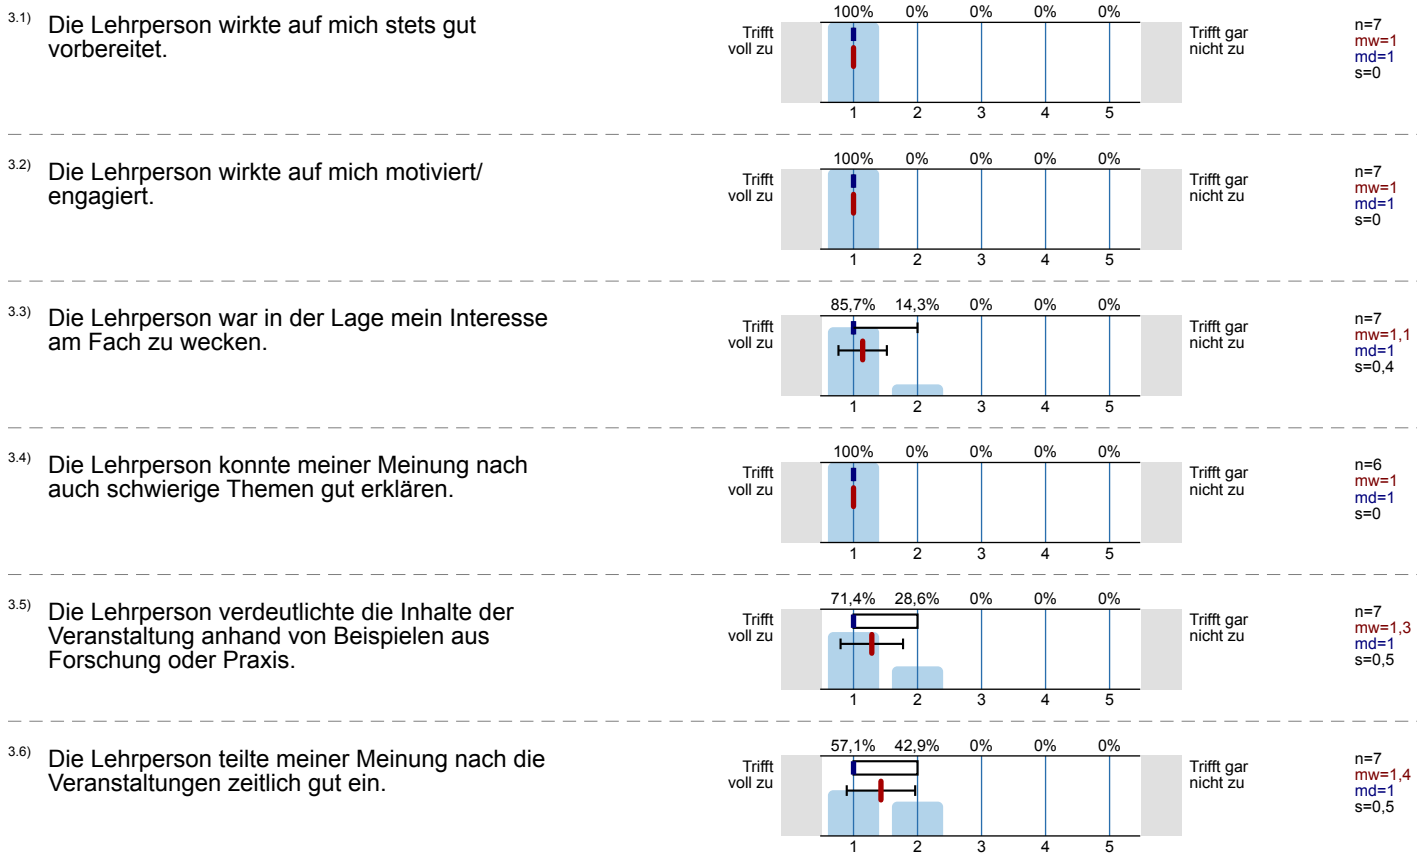 3.1) Die Lehrperson wirkte auf mich stets gut
vorbereitet.
Trifft
voll zu
100% 0% 0% 0% 0%
1 2 3 4 5
Trifft gar
nicht zu
n=7
mw=1
md=1
s=0
3.2) Die Lehrperson wirkte auf mich motiviert/
engagiert.
Trifft
voll zu
100% 0% 0% 0% 0%
1 2 3 4 5
Trifft gar
nicht zu
n=7
mw=1
md=1
s=0
3.3) Die Lehrperson war in der Lage mein Interesse
am Fach zu wecken.
Trifft
voll zu
85,7% 14,3% 0% 0% 0%
1 2 3 4 5
Trifft gar
nicht zu
n=7
mw=1,1
md=1
s=0,4
3.4) Die Lehrperson konnte meiner Meinung nach
auch schwierige Themen gut erklären.
Trifft
voll zu
100% 0% 0% 0% 0%
1 2 3 4 5
Trifft gar
nicht zu
n=6
mw=1
md=1
s=0
3.5) Die Lehrperson verdeutlichte die Inhalte der
Veranstaltung anhand von Beispielen aus
Forschung oder Praxis.
Trifft
voll zu
71,4% 28,6% 0% 0% 0%
1 2 3 4 5
Trifft gar
nicht zu
n=7
mw=1,3
md=1
s=0,5
3.6) Die Lehrperson teilte meiner Meinung nach die
Veranstaltungen zeitlich gut ein.
Trifft
voll zu
57,1% 42,9% 0% 0% 0%
1 2 3 4 5
Trifft gar
nicht zu
n=7
mw=1,4
md=1
s=0,5